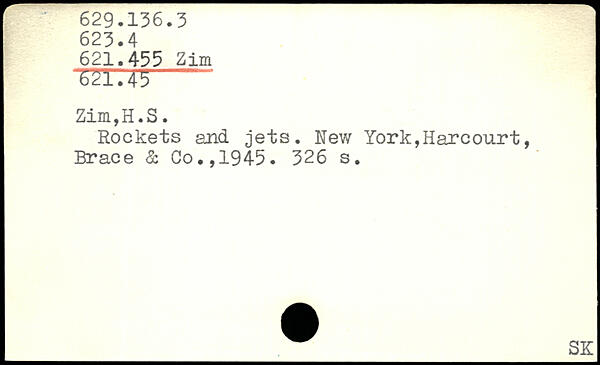 629.136.3
623.4
621.455 Zim
621.45
Zim,H.S.
Rockets and jets. New York,Harcourt,
Brace & Co.,1945. 326 s.
SK